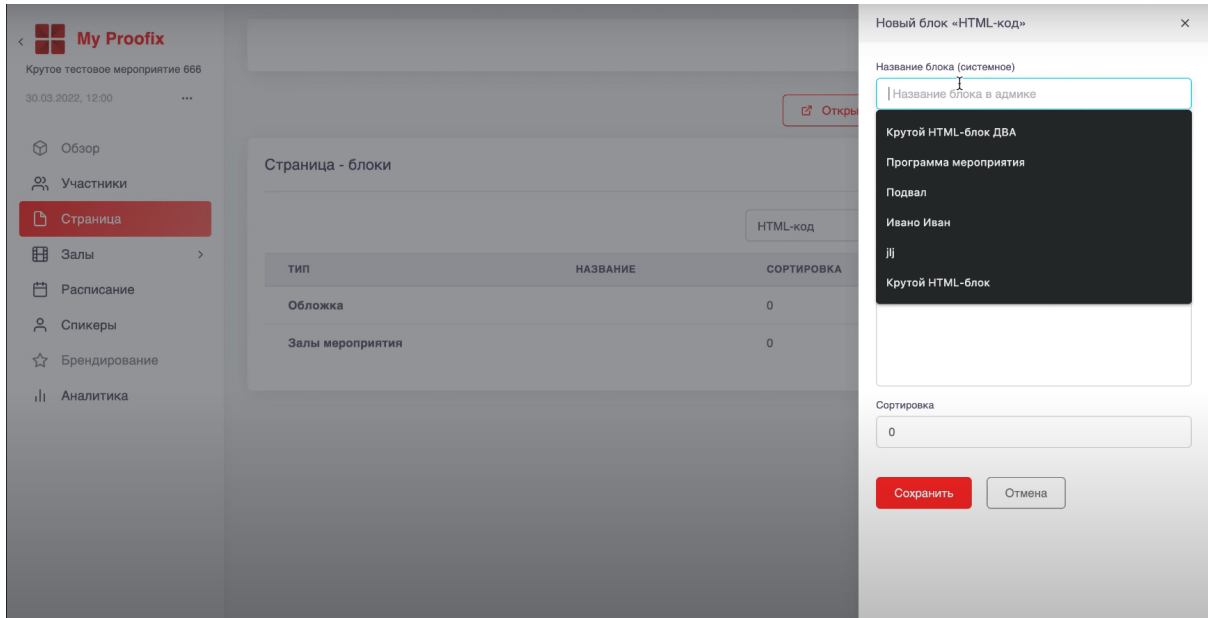 My Proofix
Крутое тестовое мероприятие 666
30.03.2022, 12:00
Обзор
Участники
Страница
Залы
Расписание
Спикеры
Брендирование
Аналитика
Откры
Страница - блоки
HTML-код
ТИП НАЗВАНИЕ СОРТИРОВКА
Обложка 0
Залы мероприятия 0
Новый блок «HTML-код»
Название блока (системное)
Название блока в адмике
Крутой HTML-блок ДВА
Программа мероприятия
Подвал
Ивано Иван
jlj
Крутой HTML-блок
Сортировка
0
Сохранить Отмена